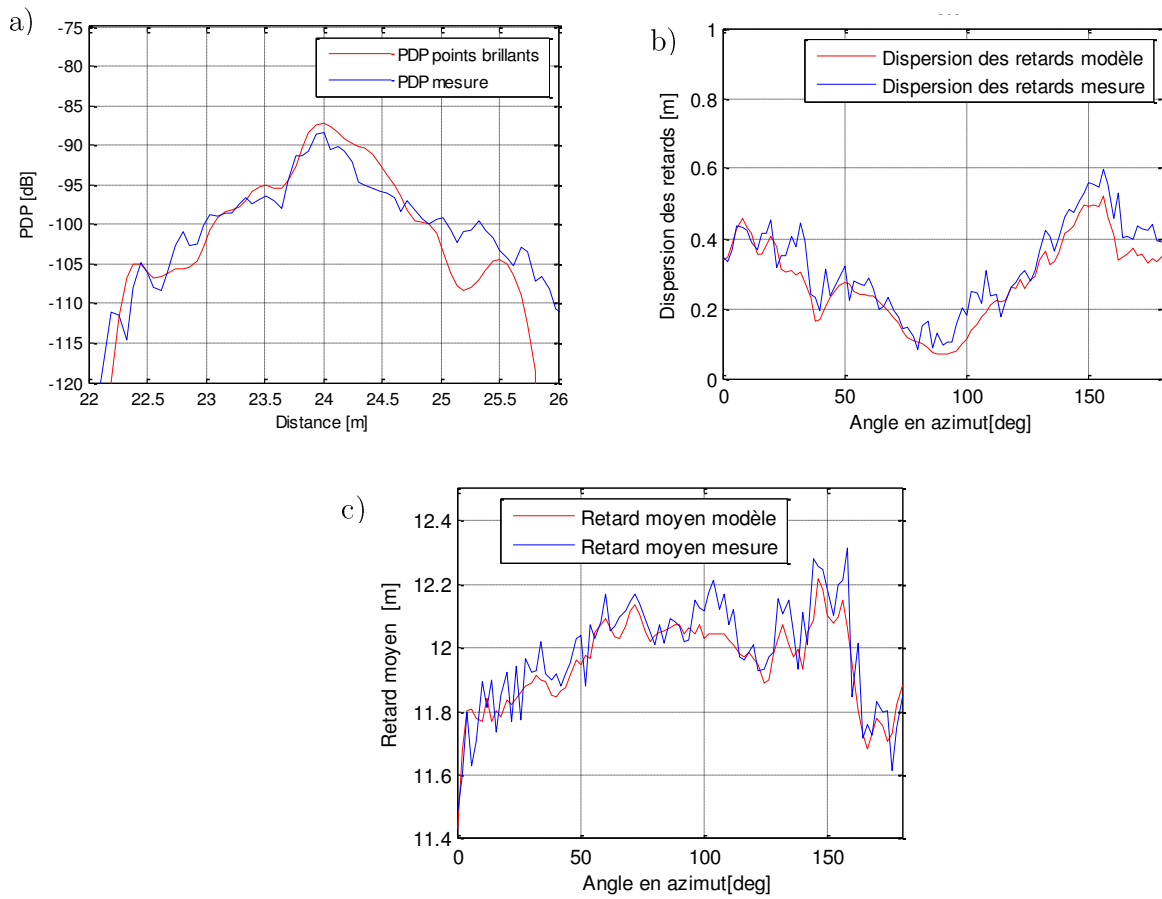 a)
-75
-80
-85
-90
-95
-100
-105
-110
-115
-120
PDP [dB]
PDP points brillants
PDP mesure
22 22.5 23 23.5 24 24.5 25 25.5 26
Distance [m]
b)
1
0.8
0.6
0.4
0.2
0
Dispersion des retards [m]
Dispersion des retards modèle
Dispersion des retards mesure
0 50 100 150
Angle en azimut[deg]
c)
12.4
12.2
12
11.8
11.6
11.4
Retard moyen [m]
Retard moyen modèle
Retard moyen mesure
0 50 100 150
Angle en azimut[deg]